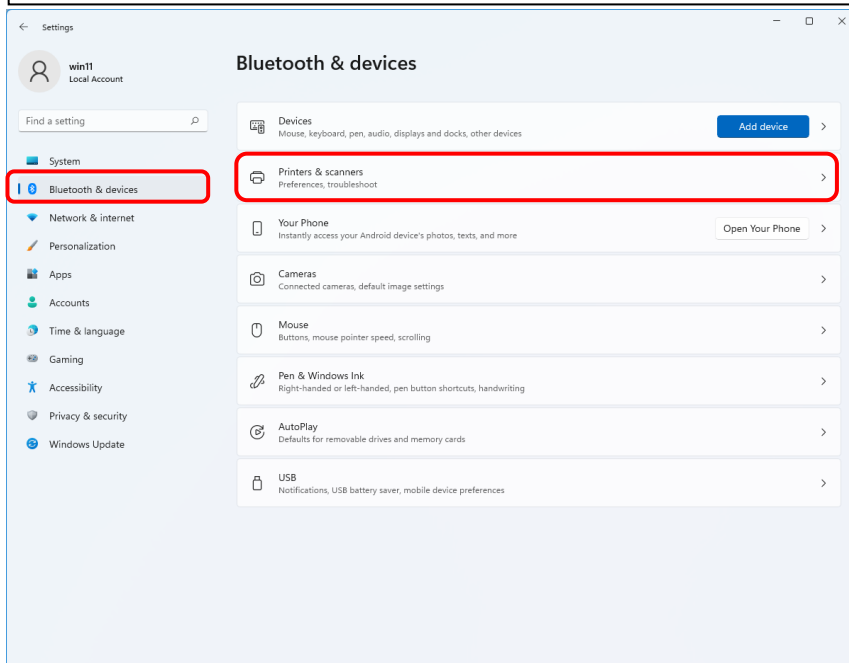 Settings
win11
Local Account
Find a setting
System
Bluetooth & devices
Network & internet
Personalization
Apps
Accounts
Time & language
Gaming
Accessibility
Privacy & security
Windows Update
Bluetooth & devices
Devices
Mouse, keyboard, pen, audio, displays and docks, other devices
Add device
Printers & scanners
Preferences, troubleshoot
Your Phone
Instantly access your Android device's photos, texts, and more
Open Your Phone
Cameras
Connected cameras, default image settings
Mouse
Buttons, mouse pointer speed, scrolling
Pen & Windows Ink
Right-handed or left-handed, pen button shortcuts, handwriting
AutoPlay
Defaults for removable drives and memory cards
USB
Notifications, USB battery saver, mobile device preferences